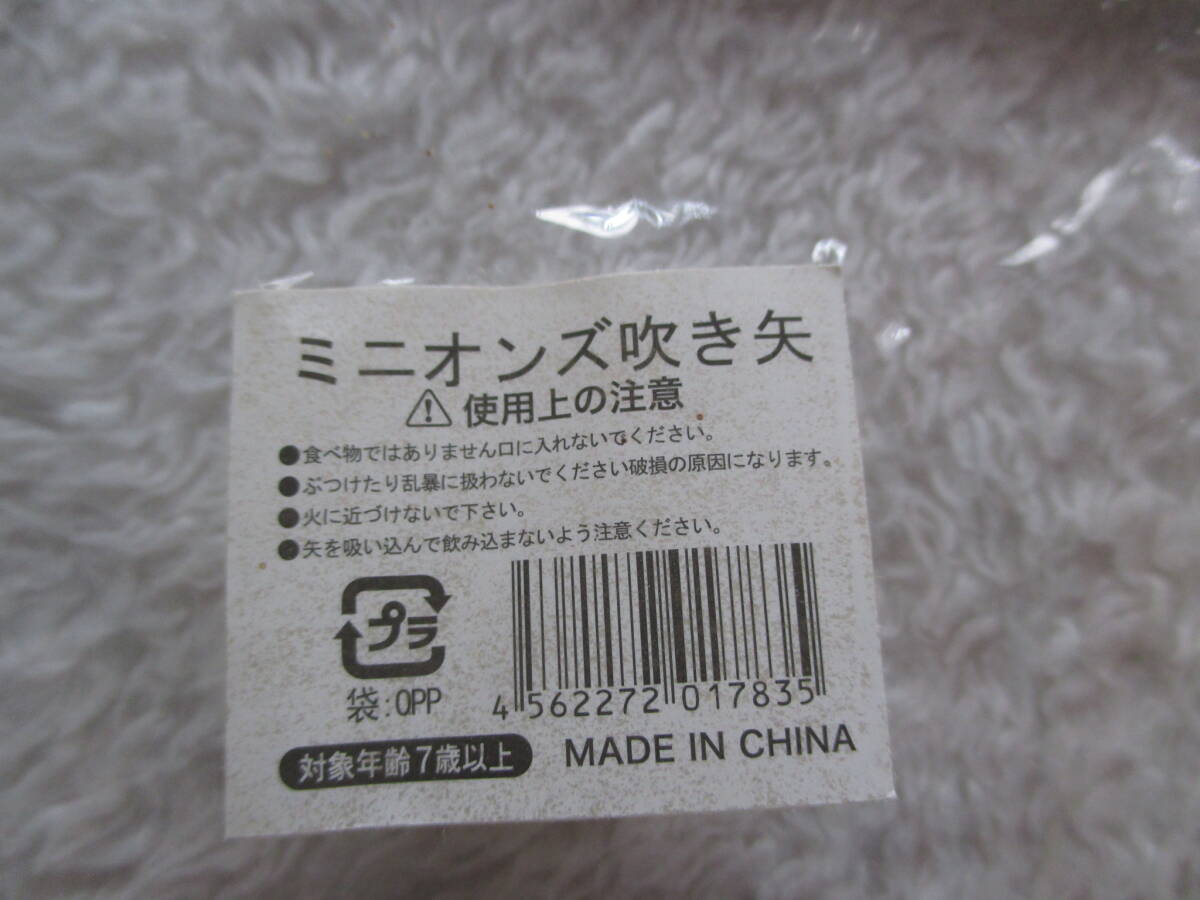 ミニオンズ吹き矢
⚠使用上の注意
●食べ物ではありません口に入れないでください。
●ぶつけたり乱暴に扱わないでください破損の原因になります。
●火に近づけないで下さい。
●矢を吸い込んで飲み込まないよう注意ください。
プラ
袋:OPP
4 562272 017835
対象年齢7歳以上
MADE IN CHINA